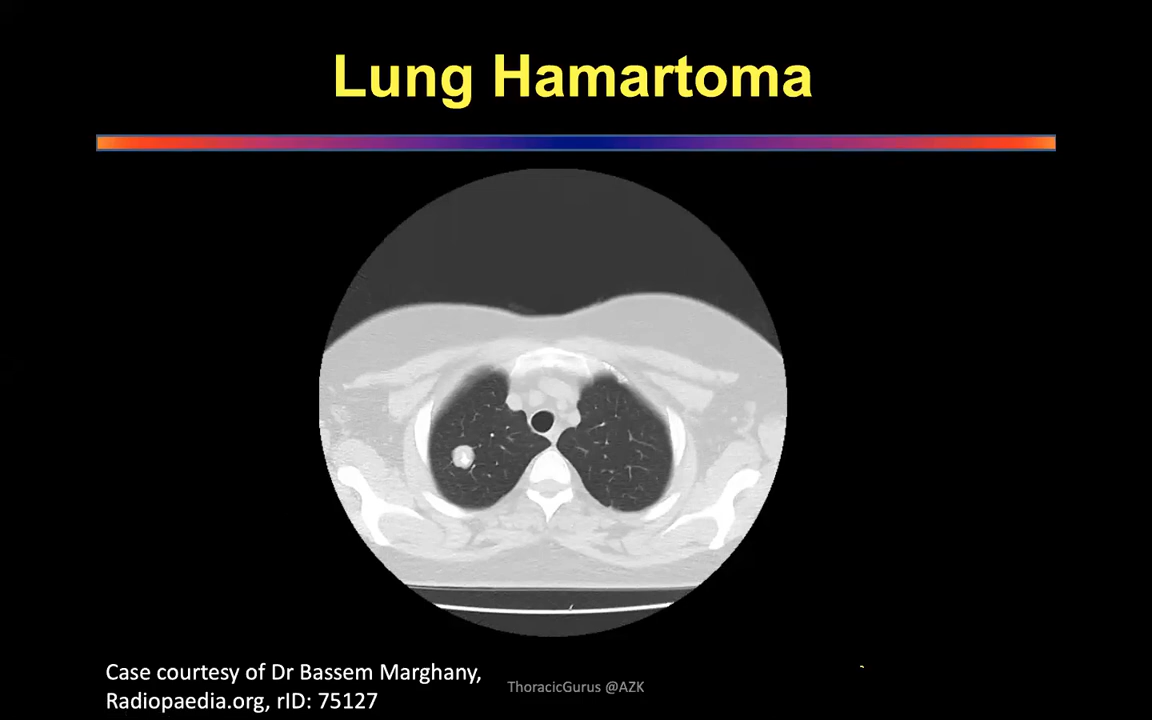 Lung Hamartoma
Case courtesy of Dr Bassem Marghany,
Radiopaedia.org, rID: 75127
ThoracicGurus @AZK